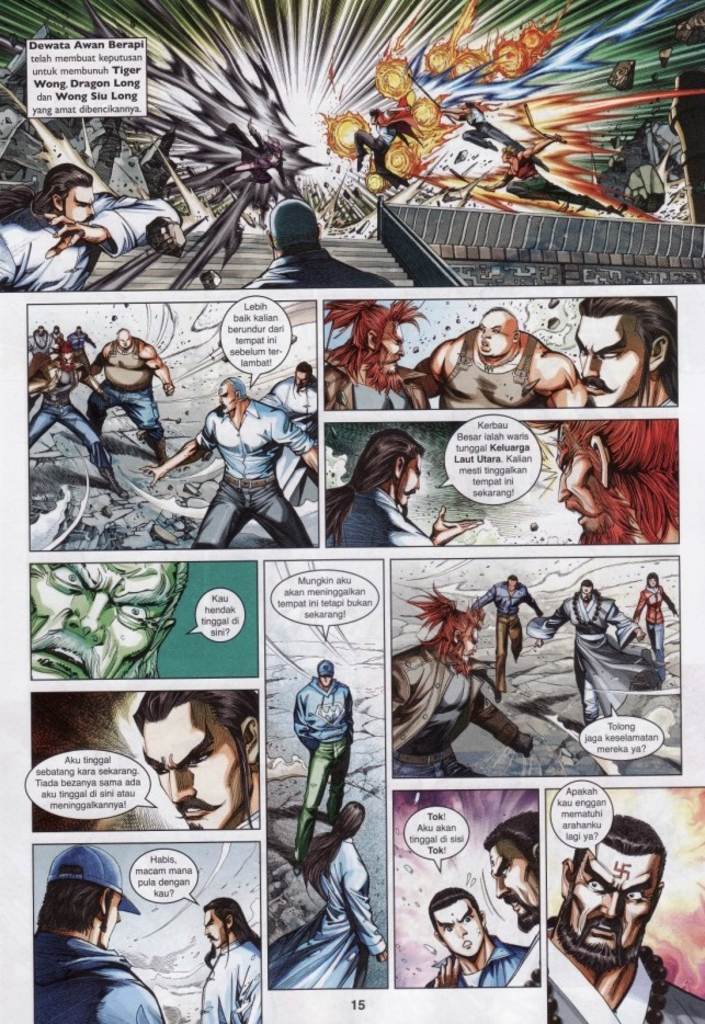 Dewata Awan Berapi
telah membuat keputusan
untuk membunuh Tiger
Wong, Dragon Long
dan Wong Siu Long
yang amat dibencikannya.
Lebih
baik kalian
berundur dari
tempat ini
sebelum ter-
lambat!
Kerbau
Besar ialah waris
tunggal Keluarga
Laut Utara. Kalian
mesti tinggalkan
tempat ini
sekarang!
Kau
hendak
tinggal di
sini?
Mungkin aku
akan meninggalkan
tempat ini tetapi bukan
sekarang!
Tolong
jaga keselamatan
mereka ya?
Aku tinggal
sebatang kara sekarang.
Tiada bezanya sama ada
aku tinggal di sini atau
meninggalkannya!
Habis,
macam mana
pula dengan
kau?
Tok!
Aku akan
tinggal di sisi
Tok!
Apakah
kau enggan
mematuhi
arahanku
lagi ya?
15